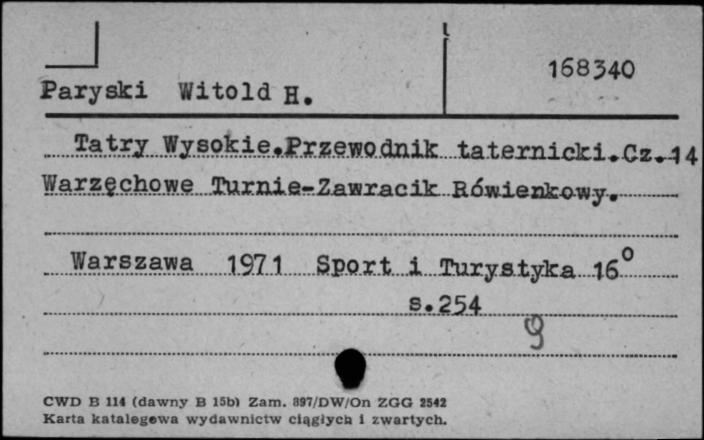 168340
Paryski Witold H.
Tatry Wysokie.Przewodnik taternicki.Cz.14
Warzęchowe Turnie-Zawracik Rówienkowy.
Warszawa 1971 Sport i Turystyka 16°
s.254
g
CWD B 114 (dawny B 15b) Zam. 897/DW/On ZGG 2542
Karta katalogowa wydawnictw ciągłych i zwartych.